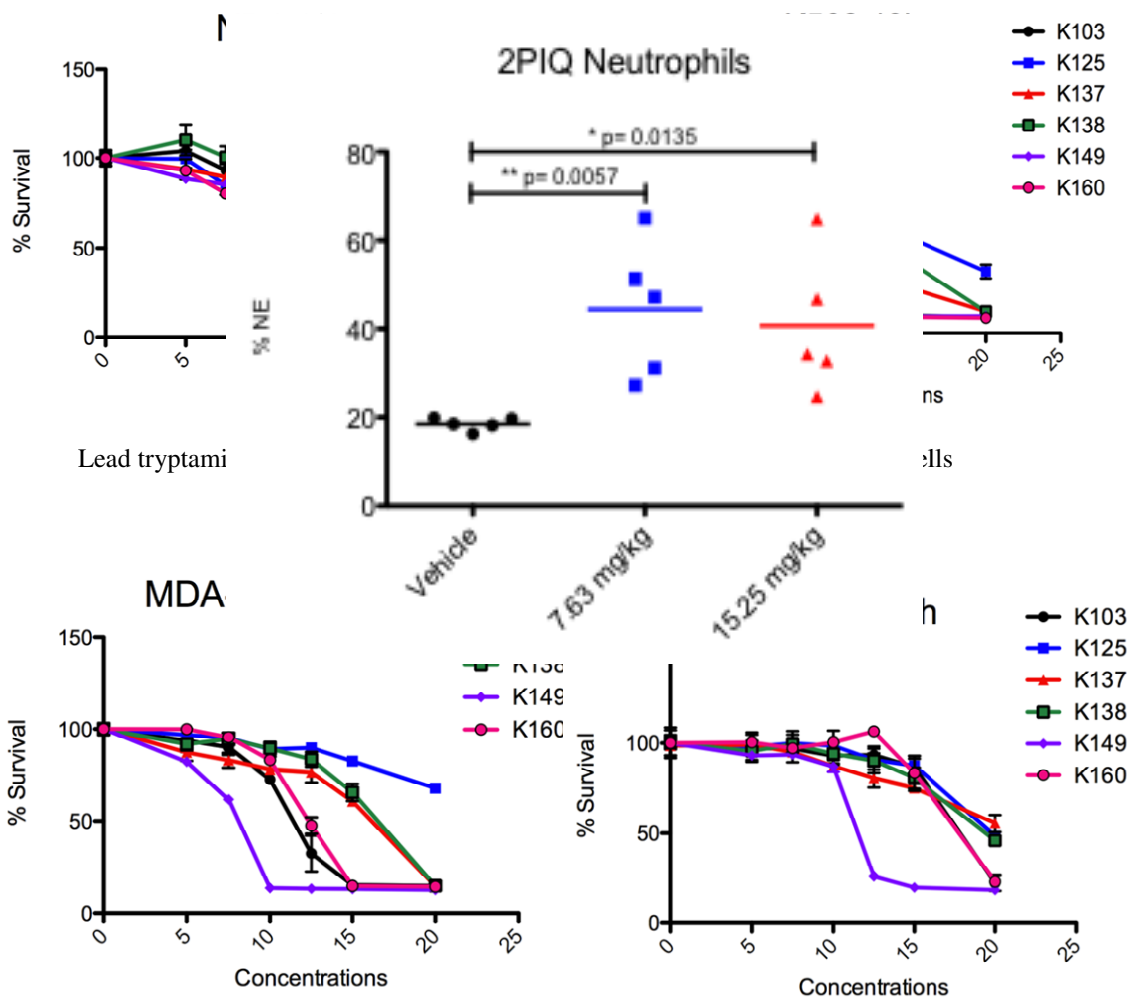 K103
K125
K137
K138
K149
K160
150
100
50
0
% Survival
0
5
2PIQ Neutrophils
* p= 0.0135
** p= 0.0057
80
60
40
20
0
% NE
Vehicle
7.63 mg/kg
15.25 mg/kg
20
25
ns
Lead tryptami
ells
MDA-
150
100
50
0
% Survival
0
5
10
15
20
25
Concentrations
K138
K149
K160
h
K103
K125
K137
K138
K149
K160
100
50
0
% Survival
0
5
10
15
20
25
Concentrations